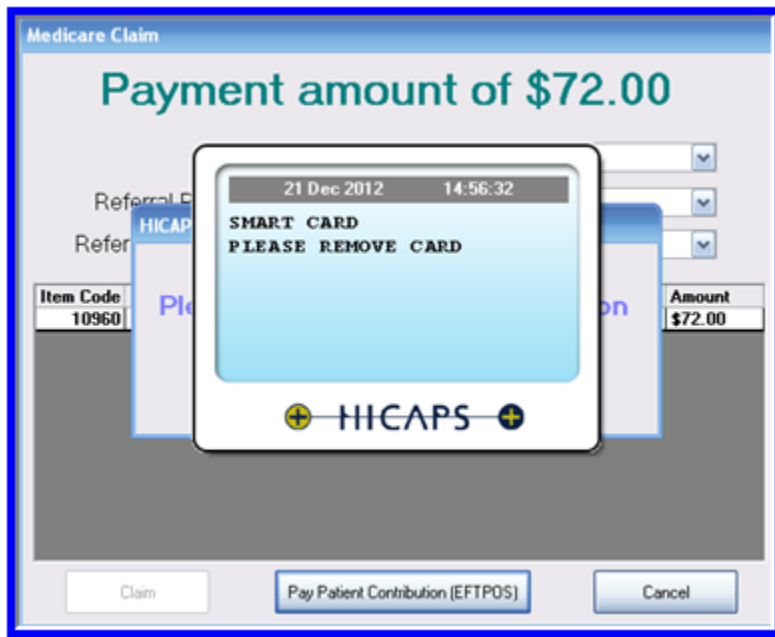 Medicare Claim
Payment amount of $72.00
21 Dec 2012 14:56:32
SMART CARD
PLEASE REMOVE CARD
HICAPS
Item Code Amount
10960 $72.00
Claim Pay Patient Contribution (EFTPOS) Cancel